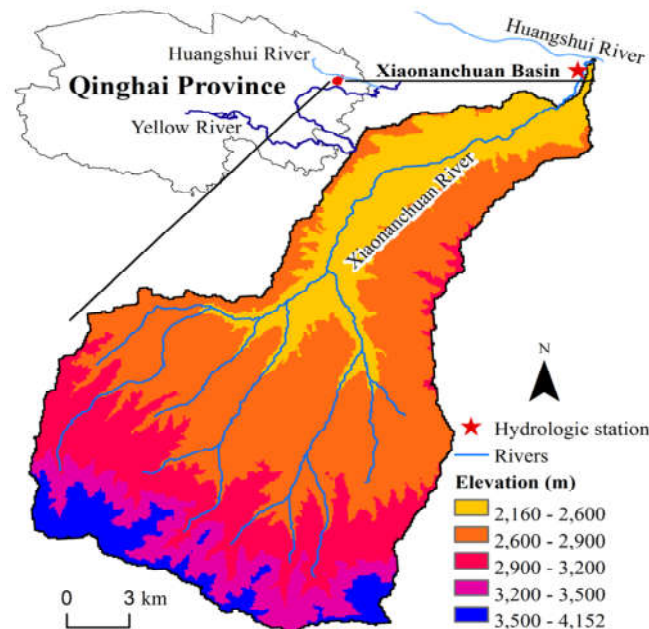 Huangshui River
Huangshui River
Xiaonanchuan Basin
Qinghai Province
Yellow River
Xiaonanchuan River
N
Hydrologic station
Rivers
Elevation (m)
2,160 - 2,600
2,600 - 2,900
2,900 - 3,200
3,200 - 3,500
3,500 - 4,152
0 3 km